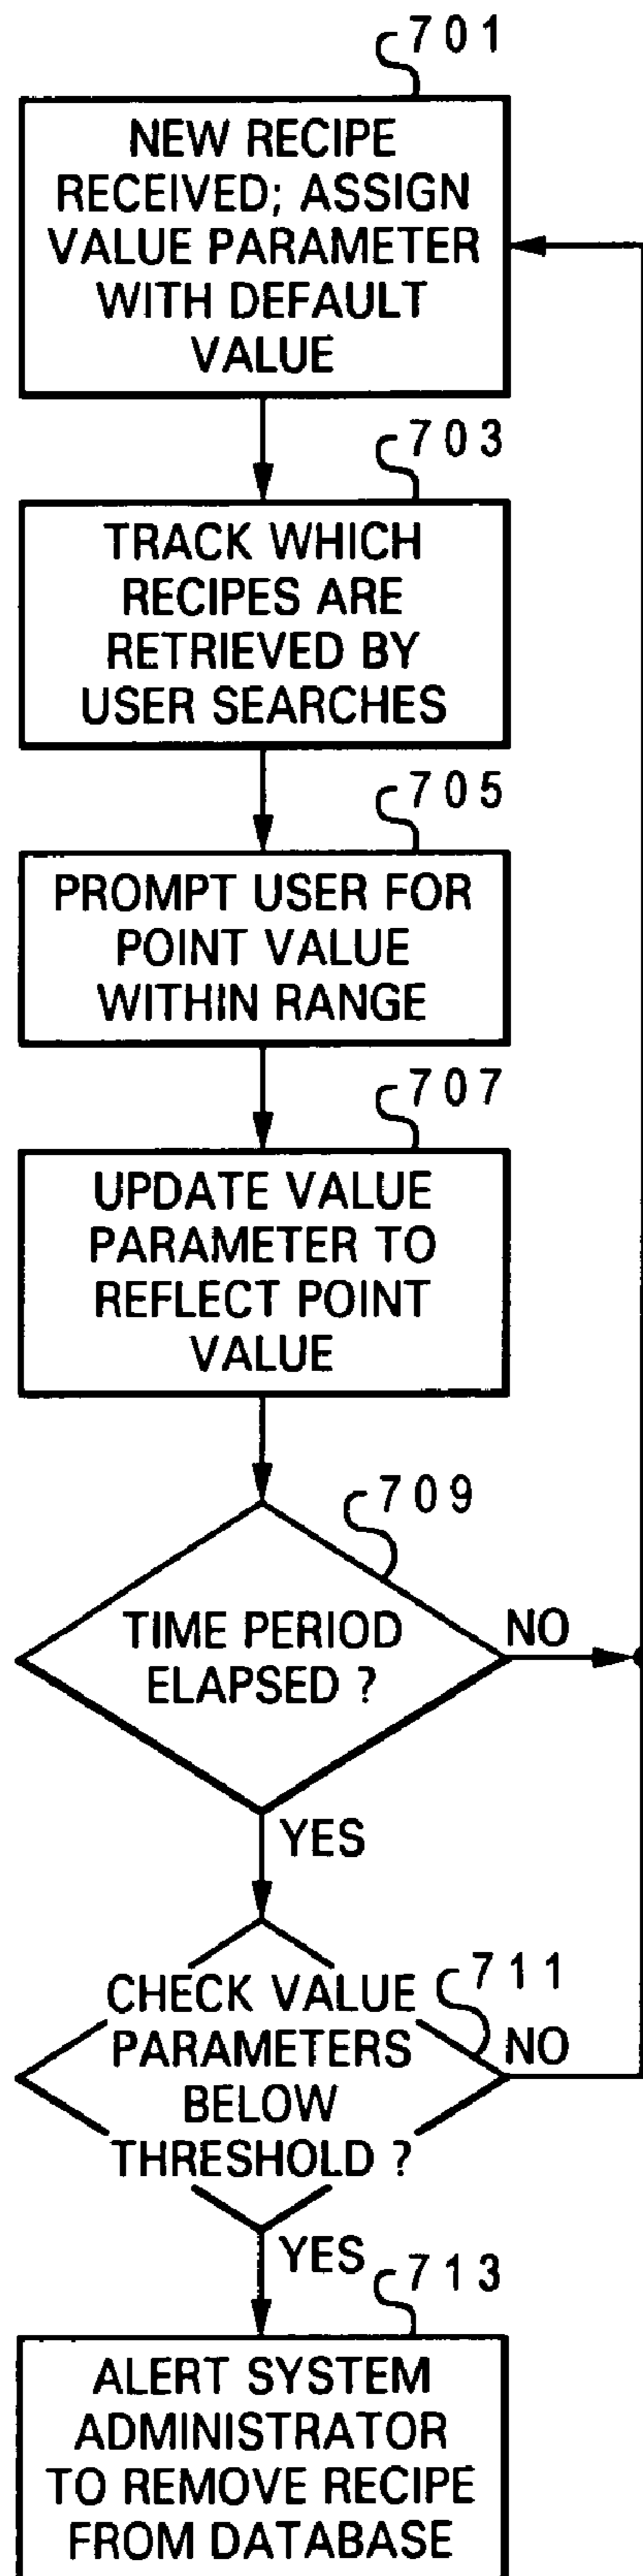 701
NEW RECIPE
RECEIVED; ASSIGN
VALUE PARAMETER
WITH DEFAULT
VALUE
703
TRACK WHICH
RECIPES ARE
RETRIEVED BY
USER SEARCHES
705
PROMPT USER FOR
POINT VALUE
WITHIN RANGE
707
UPDATE VALUE
PARAMETER TO
REFLECT POINT
VALUE
709
TIME PERIOD
ELAPSED ?
NO
YES
711
CHECK VALUE
PARAMETERS
BELOW
THRESHOLD ?
NO
YES
713
ALERT SYSTEM
ADMINISTRATOR
TO REMOVE RECIPE
FROM DATABASE